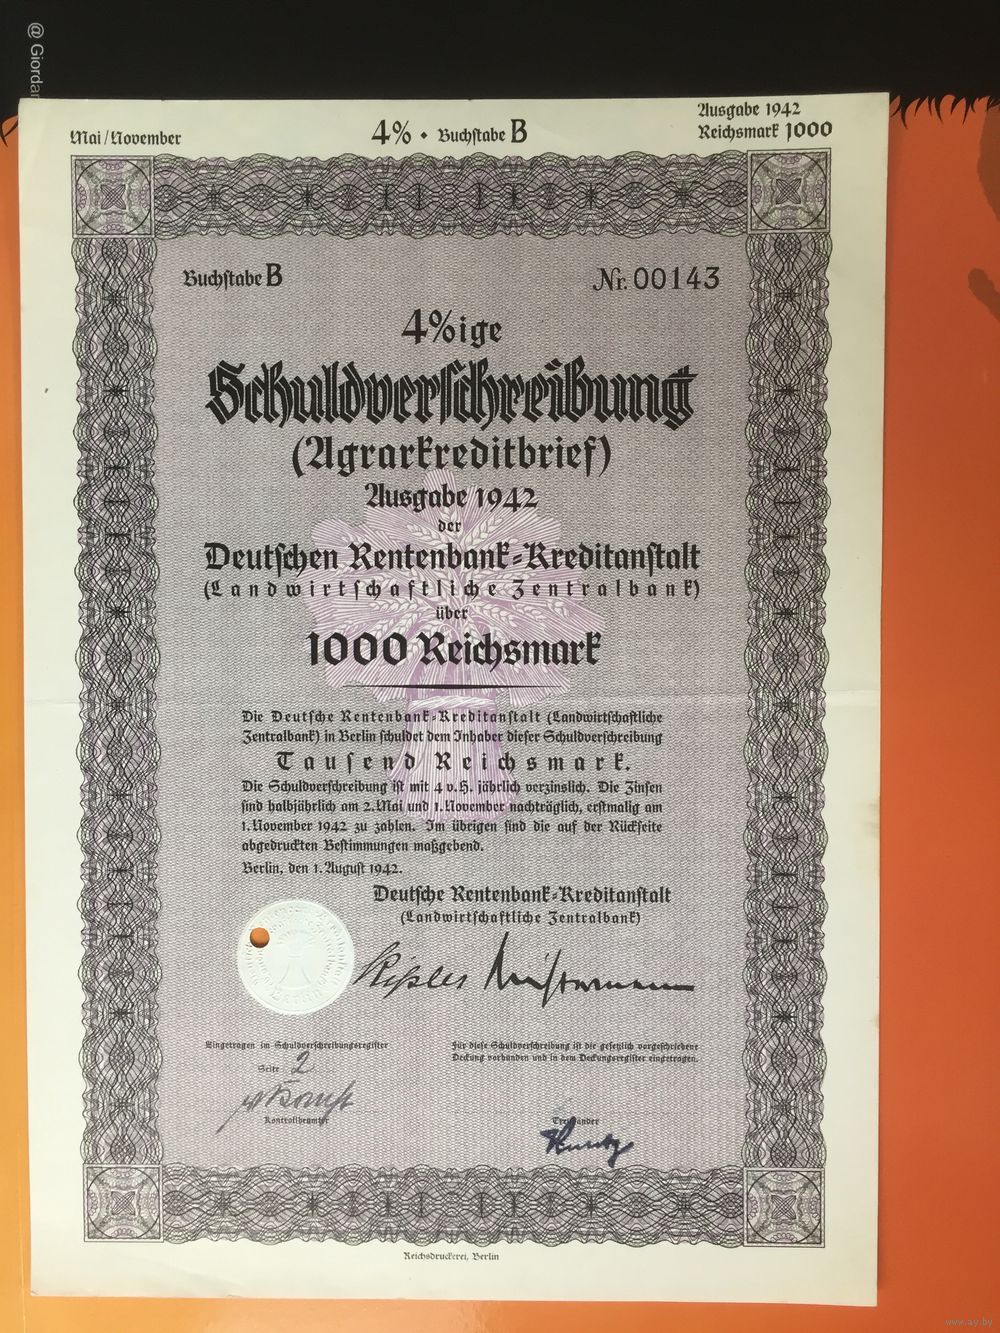 @ Giordan
Mai/November
4% • Buchstabe B
Ausgabe 1942
Reichsmark 1000
Buchstabe B
Nr. 00143
4%ige
Schuldverschreibung
(Agrarkreditbrief)
Ausgabe 1942
der
Deutschen Rentenbank-Kreditanstalt
(Landwirtschaftliche Zentralbank)
über
1000 Reichsmark
Die Deutsche Rentenbank-Kreditanstalt (Landwirtschaftliche
Zentralbank) in Berlin schuldet dem Inhaber dieser Schuldverschreibung
Tausend Reichsmark.
Die Schuldverschreibung ist mit 4 v.H. jährlich verzinslich. Die Zinsen
sind halbjährlich am 2. Mai und 1. November nachträglich, erstmalig am
1. November 1942 zu zahlen. Im übrigen sind die auf der Rückseite
abgedruckten Bestimmungen maßgebend.
Berlin, den 1. August 1942.
Deutsche Rentenbank-Kreditanstalt
(Landwirtschaftliche Zentralbank)
Eingetragen im Schuldverschreibungsregister
Seite 2
Kontrollbeamter
Für diese Schuldverschreibung ist die gesetzlich vorgeschriebene
Deckung vorhanden und in dem Deckungsregister eingetragen.
Treuhänder
Reichsdruckerei, Berlin
www.ay.by